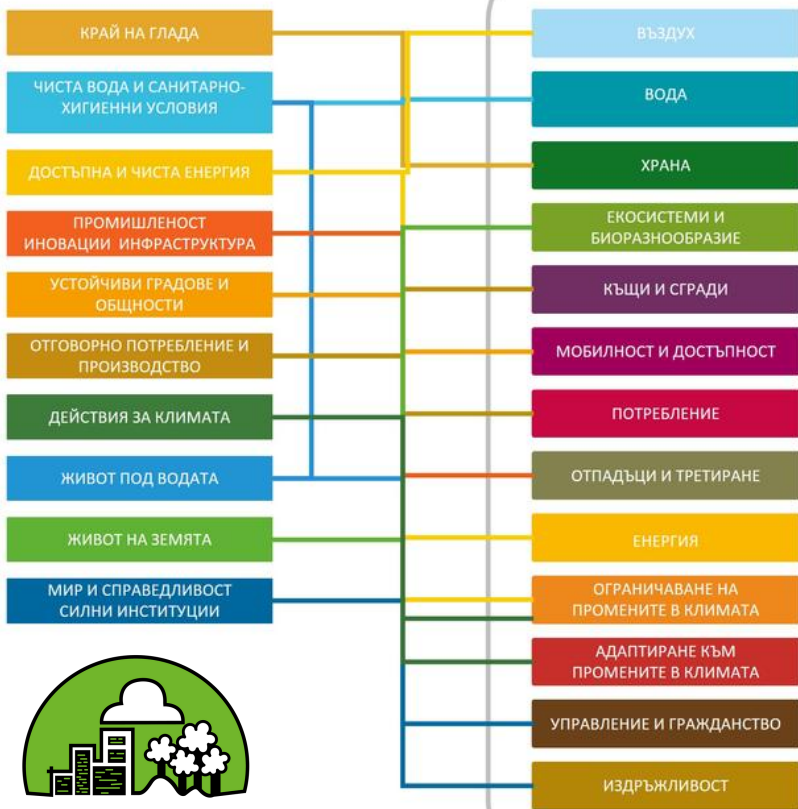 КРАЙ НА ГЛАДА
ЧИСТА ВОДА И САНИТАРНО-
ХИГИЕННИ УСЛОВИЯ
ДОСТЪПНА И ЧИСТА ЕНЕРГИЯ
ПРОМИШЛЕНОСТ
ИНОВАЦИИ ИНФРАСТРУКТУРА
УСТОЙЧИВИ ГРАДОВЕ И
ОБЩНОСТИ
ОТГОВОРНО ПОТРЕБЛЕНИЕ И
ПРОИЗВОДСТВО
ДЕЙСТВИЯ ЗА КЛИМАТА
ЖИВОТ ПОД ВОДАТА
ЖИВОТ НА ЗЕМЯТА
МИР И СПРАВЕДЛИВОСТ
СИЛНИ ИНСТИТУЦИИ
ВЪЗДУХ
ВОДА
ХРАНА
ЕКОСИСТЕМИ И
БИОРАЗНООБРАЗИЕ
КЪЩИ И СГРАДИ
МОБИЛНОСТ И ДОСТЪПНОСТ
ПОТРЕБЛЕНИЕ
ОТПАДЪЦИ И ТРЕТИРАНЕ
ЕНЕРГИЯ
ОГРАНИЧАВАНЕ НА
ПРОМЕНИТЕ В КЛИМАТА
АДАПТИРАНЕ КЪМ
ПРОМЕНИТЕ В КЛИМАТА
УПРАВЛЕНИЕ И ГРАЖДАНСТВО
ИЗДРЪЖЛИВОСТ